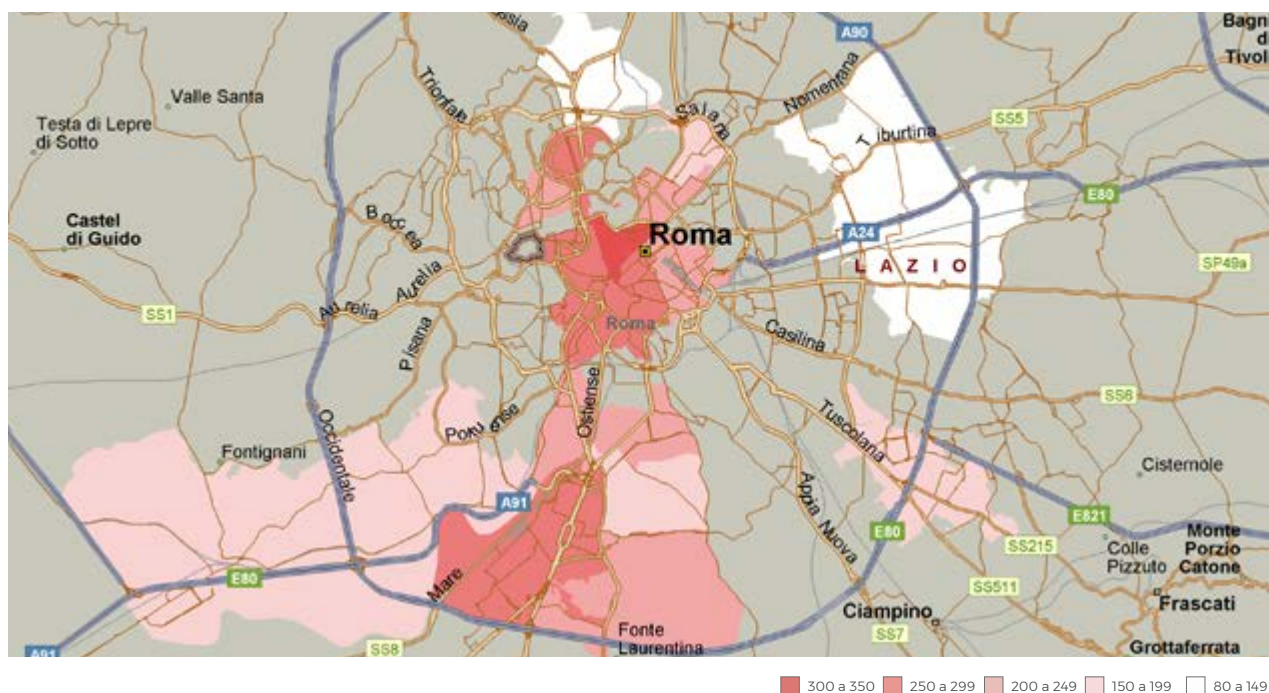 ssia
A90
Bagni
di
Tivoli
Valle Santa
Trionfale
Salaria
Nomentana
Testa di Lepre
di Sotto
SS5
Tiburtina
E80
Castel
di Guido
Boccea
Roma
A24
LAZIO
SP49a
Aurelia
Aurelia
SS1
Pisana
Roma
Casilina
SS6
Ostiense
Tuscolana
Fontignani
Occidentale
Cisternole
A91
Appia Nuova
E80
E821
Monte
Porzio
Catone
SS215
Colle
Pizzuto
E80
Mare
SS511
Frascati
Ciampino
Fonte
Laurentina
SS7
SS8
Grottaferrata
A91
300 a 350
250 a 299
200 a 249
150 a 199
80 a 149